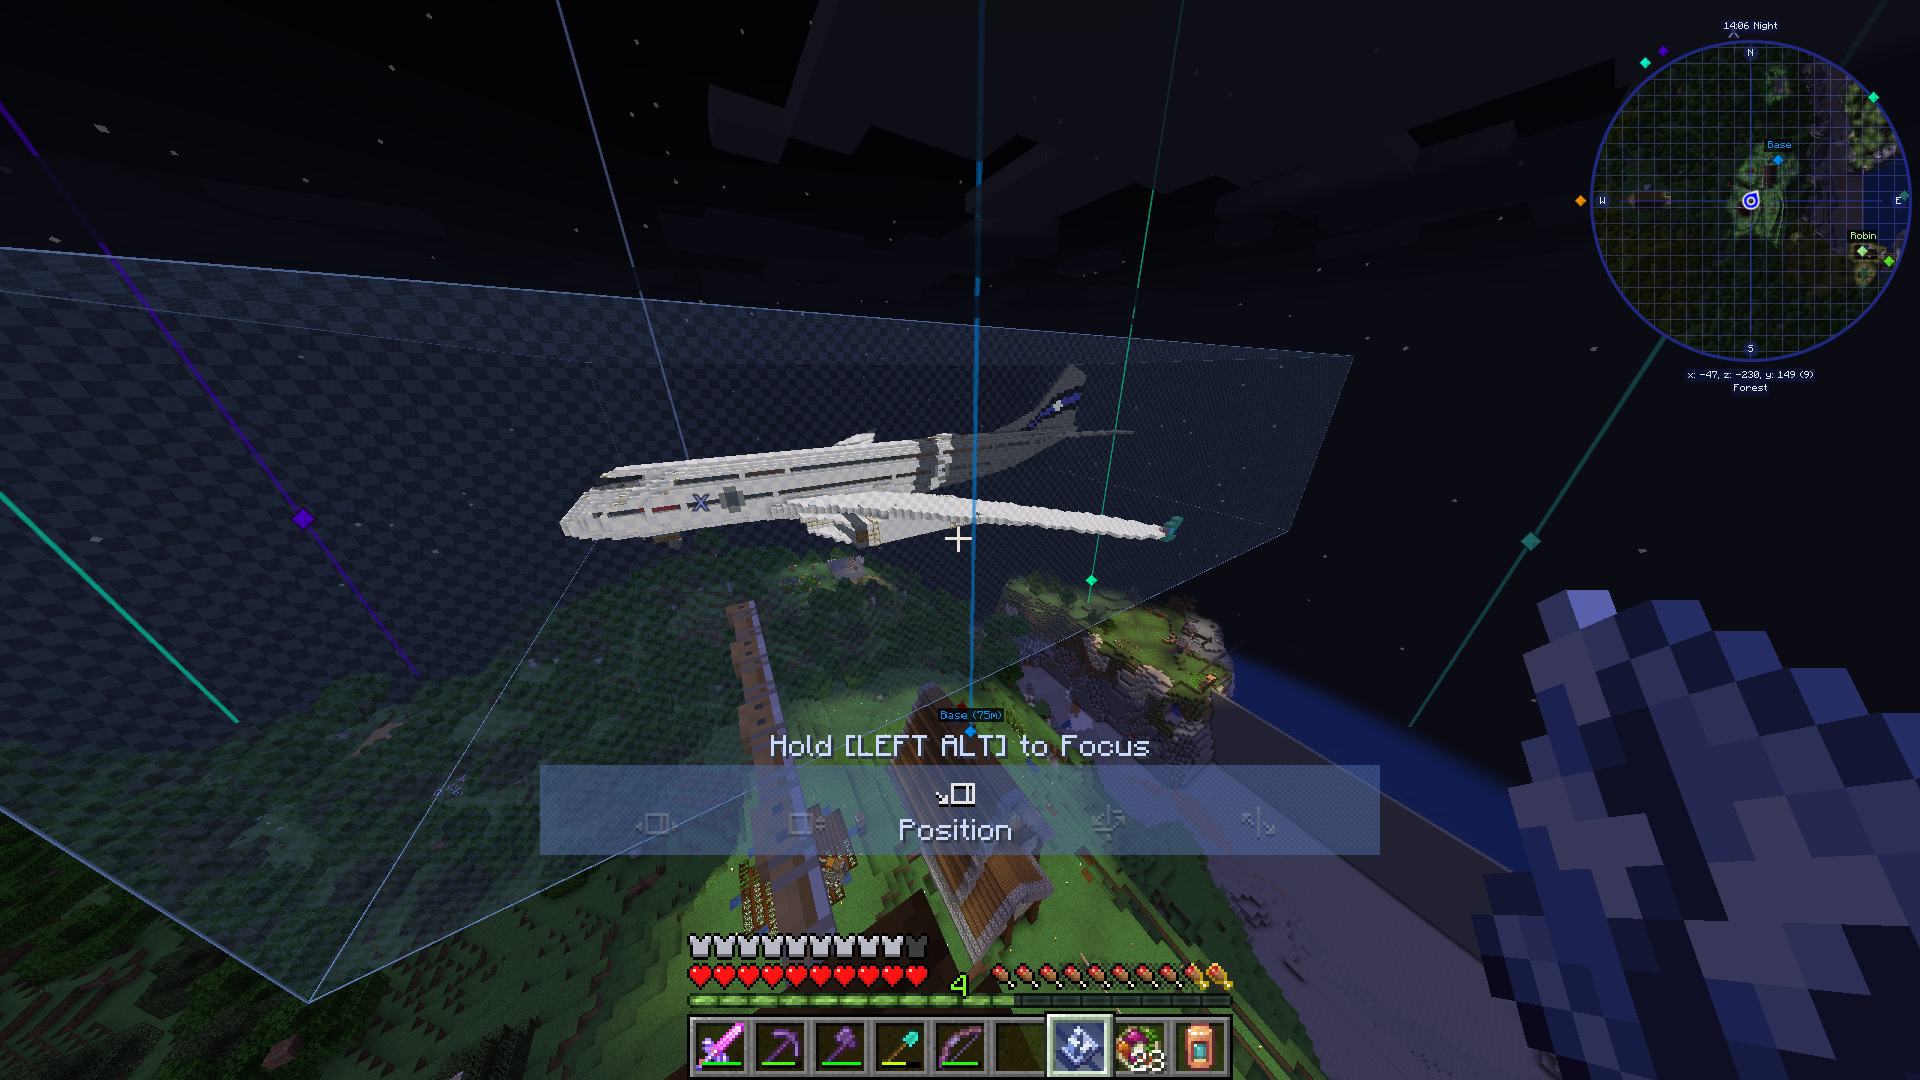 14:06 Night
N
Base
W
E
Robin
S
x: -47, z: -230, y: 149 (9)
Forest
X
Base (75m)
Hold [LEFT ALT] to Focus
Position
4
23